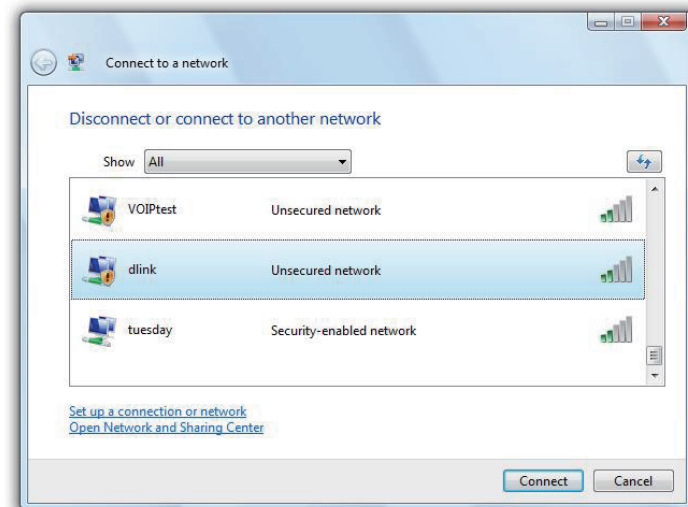 Connect to a network
Disconnect or connect to another network
Show All
VOIPtest Unsecured network
dlink Unsecured network
tuesday Security-enabled network
Set up a connection or network
Open Network and Sharing Center
Connect Cancel